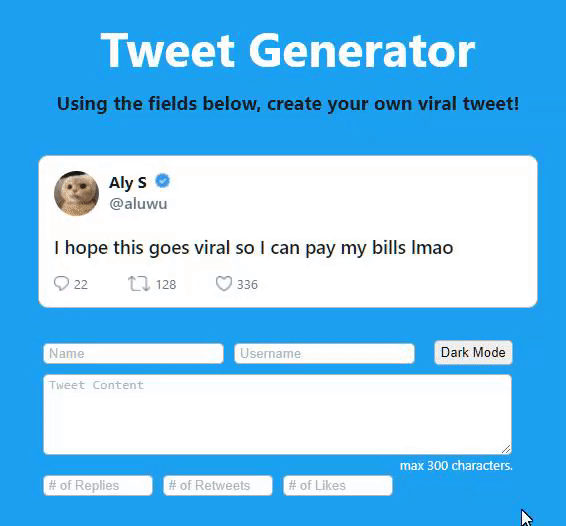 Tweet Generator
Using the fields below, create your own viral tweet!
Aly S
@aluwu
I hope this goes viral so I can pay my bills lmao
22 128 336
Name Username Dark Mode
Tweet Content
max 300 characters.
# of Replies # of Retweets # of Likes